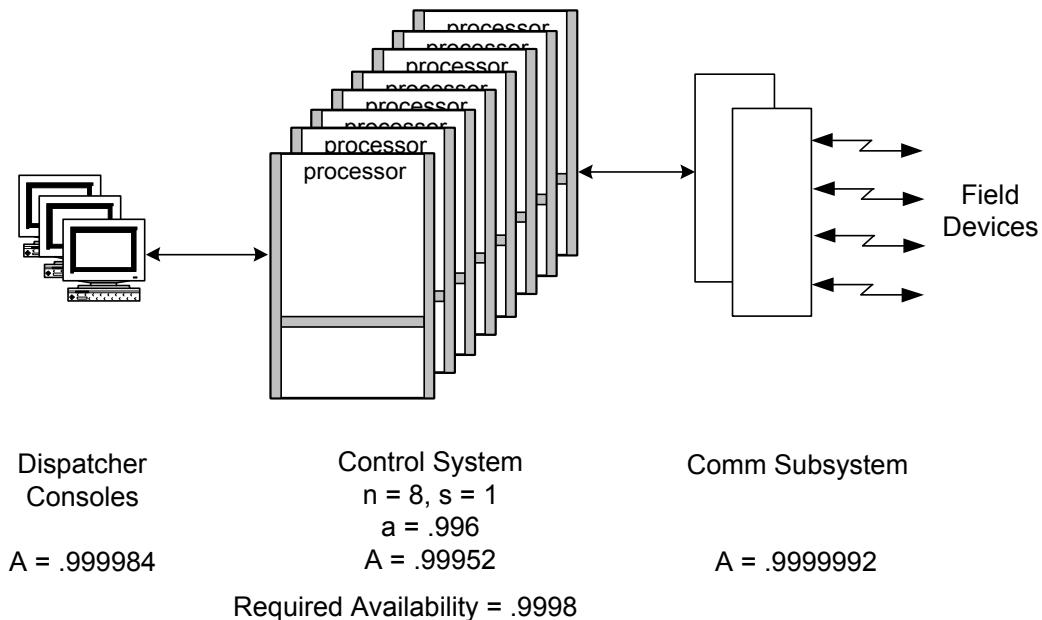 processor
processor
processor
processor
processor
processor
processor
processor
Field
Devices
Dispatcher
Consoles
A = .999984
Control System
n = 8, s = 1
a = .996
A = .99952
Comm Subsystem
A = .9999992
Required Availability = .9998